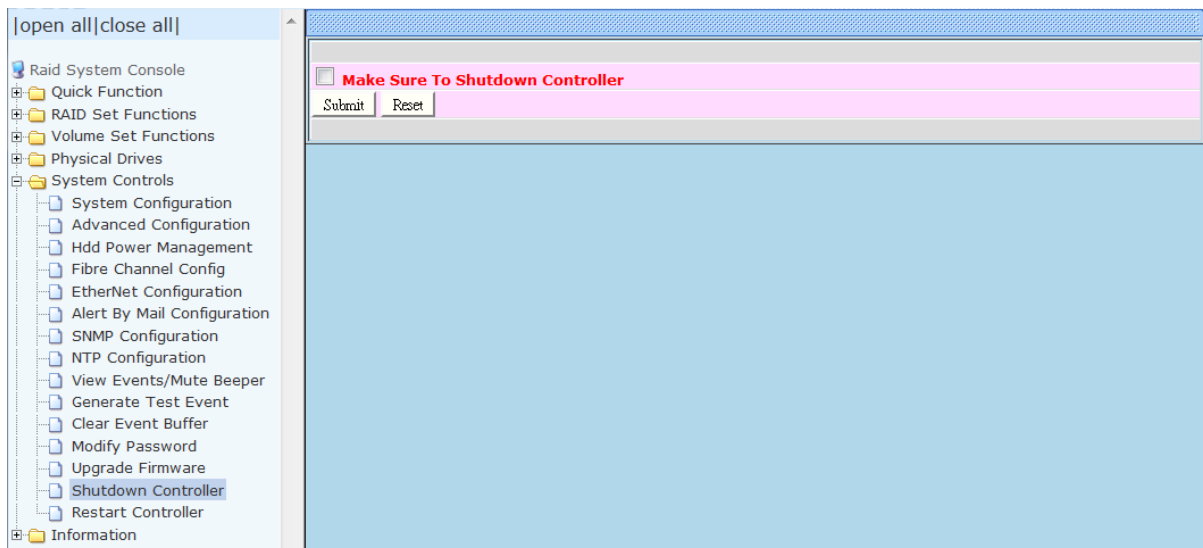 |open all|close all|
Raid System Console
Quick Function
RAID Set Functions
Volume Set Functions
Physical Drives
System Controls
System Configuration
Advanced Configuration
Hdd Power Management
Fibre Channel Config
EtherNet Configuration
Alert By Mail Configuration
SNMP Configuration
NTP Configuration
View Events/Mute Beeper
Generate Test Event
Clear Event Buffer
Modify Password
Upgrade Firmware
Shutdown Controller
Restart Controller
Information
Make Sure To Shutdown Controller
Submit Reset